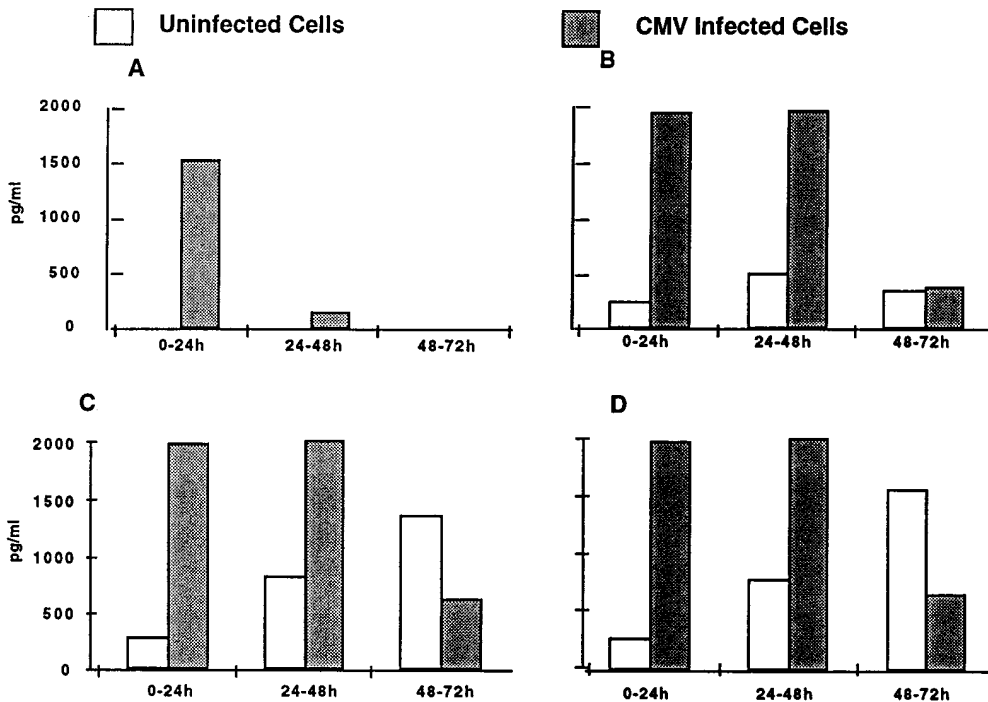 Uninfected Cells
CMV Infected Cells
A
B
2000
1500
1000
500
0
pg/ml
0-24h
24-48h
48-72h
0-24h
24-48h
48-72h
C
D
2000
1500
1000
500
0
pg/ml
0-24h
24-48h
48-72h
0-24h
24-48h
48-72h